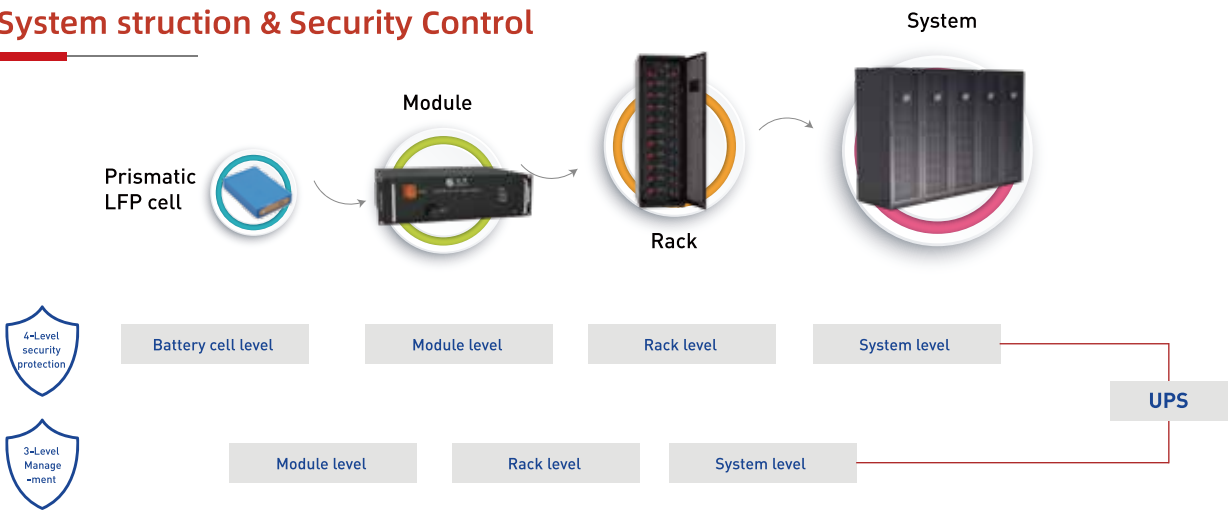 System struction & Security Control
System
Module
Prismatic
LFP cell
Rack
4-Level
security
protection
Battery cell level
Module level
Rack level
System level
UPS
3-Level
Manage
-ment
Module level
Rack level
System level